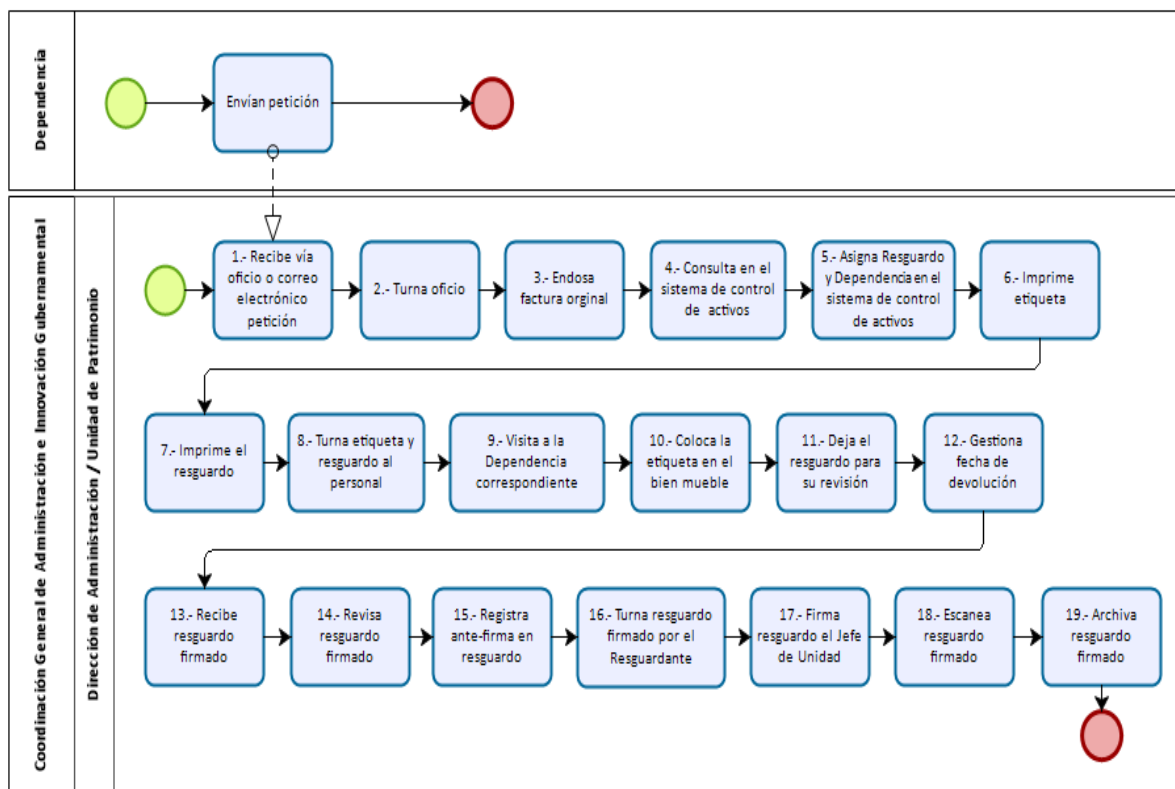 Dependencia
Envían petición
Coordinación General de Administración e Innovación Gubernamental
Dirección de Administración / Unidad de Patrimonio
1.- Recibe vía
oficio o correo
electrónico
petición
2.- Turna oficio
3.- Endosa
factura orginal
4.- Consulta en el
sistema de control
de activos
5.- Asigna Resguardo
y Dependencia en el
sistema de control
de activos
6.- Imprime
etiqueta
7.- Imprime el
resguardo
8.- Turna etiqueta y
resguardo al
personal
9.- Visita a la
Dependencia
correspondiente
10.- Coloca la
etiqueta en el
bien mueble
11.- Deja el
resguardo para
su revisión
12.- Gestiona
fecha de
devolución
13.- Recibe
resguardo
firmado
14.- Revisa
resguardo
firmado
15.- Registra
ante-firma en
resguardo
16.- Turna resguardo
firmado por el
Resguardante
17.- Firma
resguardo el Jefe
de Unidad
18.- Escanea
resguardo
firmado
19.- Archiva
resguardo
firmado